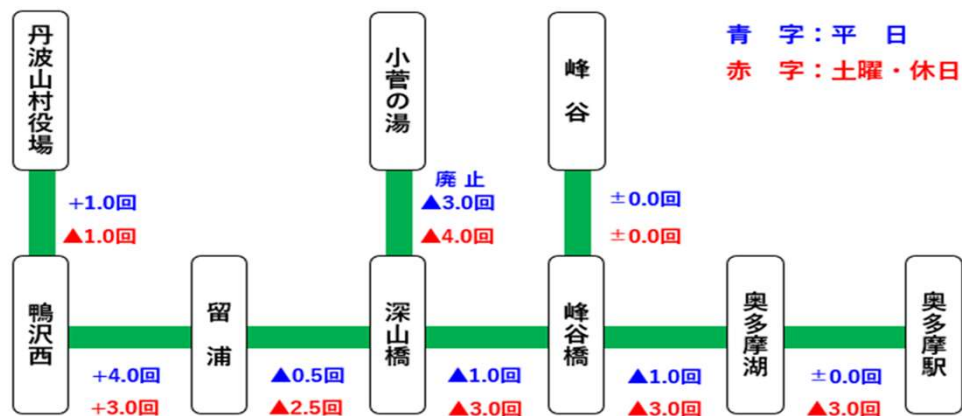 丹波山村役場
小菅の湯
峰谷
青 字：平 日
赤 字：土曜・休日
+1.0回
▲1.0回
廃止
▲3.0回
▲4.0回
±0.0回
±0.0回
鴨沢西
留浦
深山橋
峰谷橋
奥多摩湖
奥多摩駅
+4.0回
+3.0回
▲0.5回
▲2.5回
▲1.0回
▲3.0回
▲1.0回
▲3.0回
±0.0回
▲3.0回